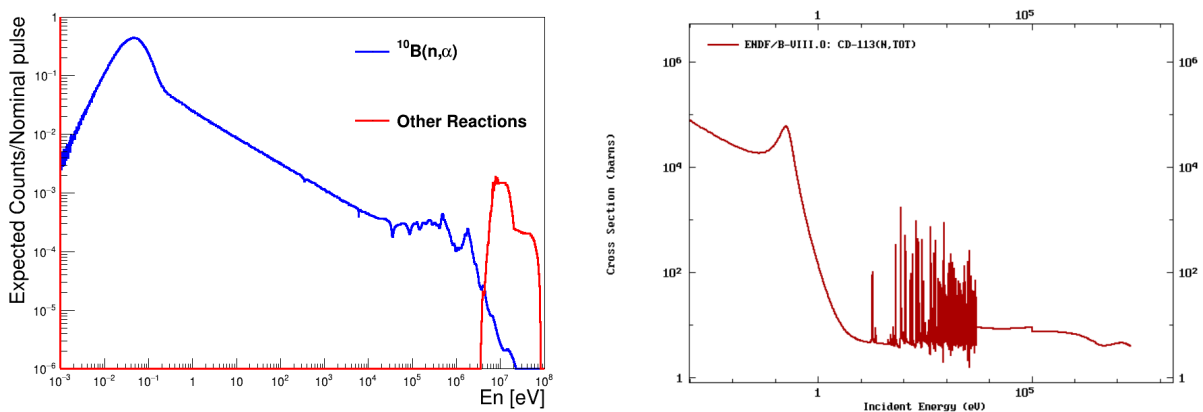 Expected Counts/Nominal pulse
1
10⁻¹
10⁻²
10⁻³
10⁻⁴
10⁻⁵
10⁻⁶
¹⁰B(n,α)
Other Reactions
10⁻³ 10⁻² 10⁻¹ 1 10 10² 10³ 10⁴ 10⁵ 10⁶ 10⁷ 10⁸
En [eV]
1 10⁵
ENDF/B-VIII.0: CD-113(N,TOT)
Cross Section (barns)
10⁶ 10⁶
10⁴ 10⁴
10² 10²
1 1
1 10⁵
Incident Energy (eV)